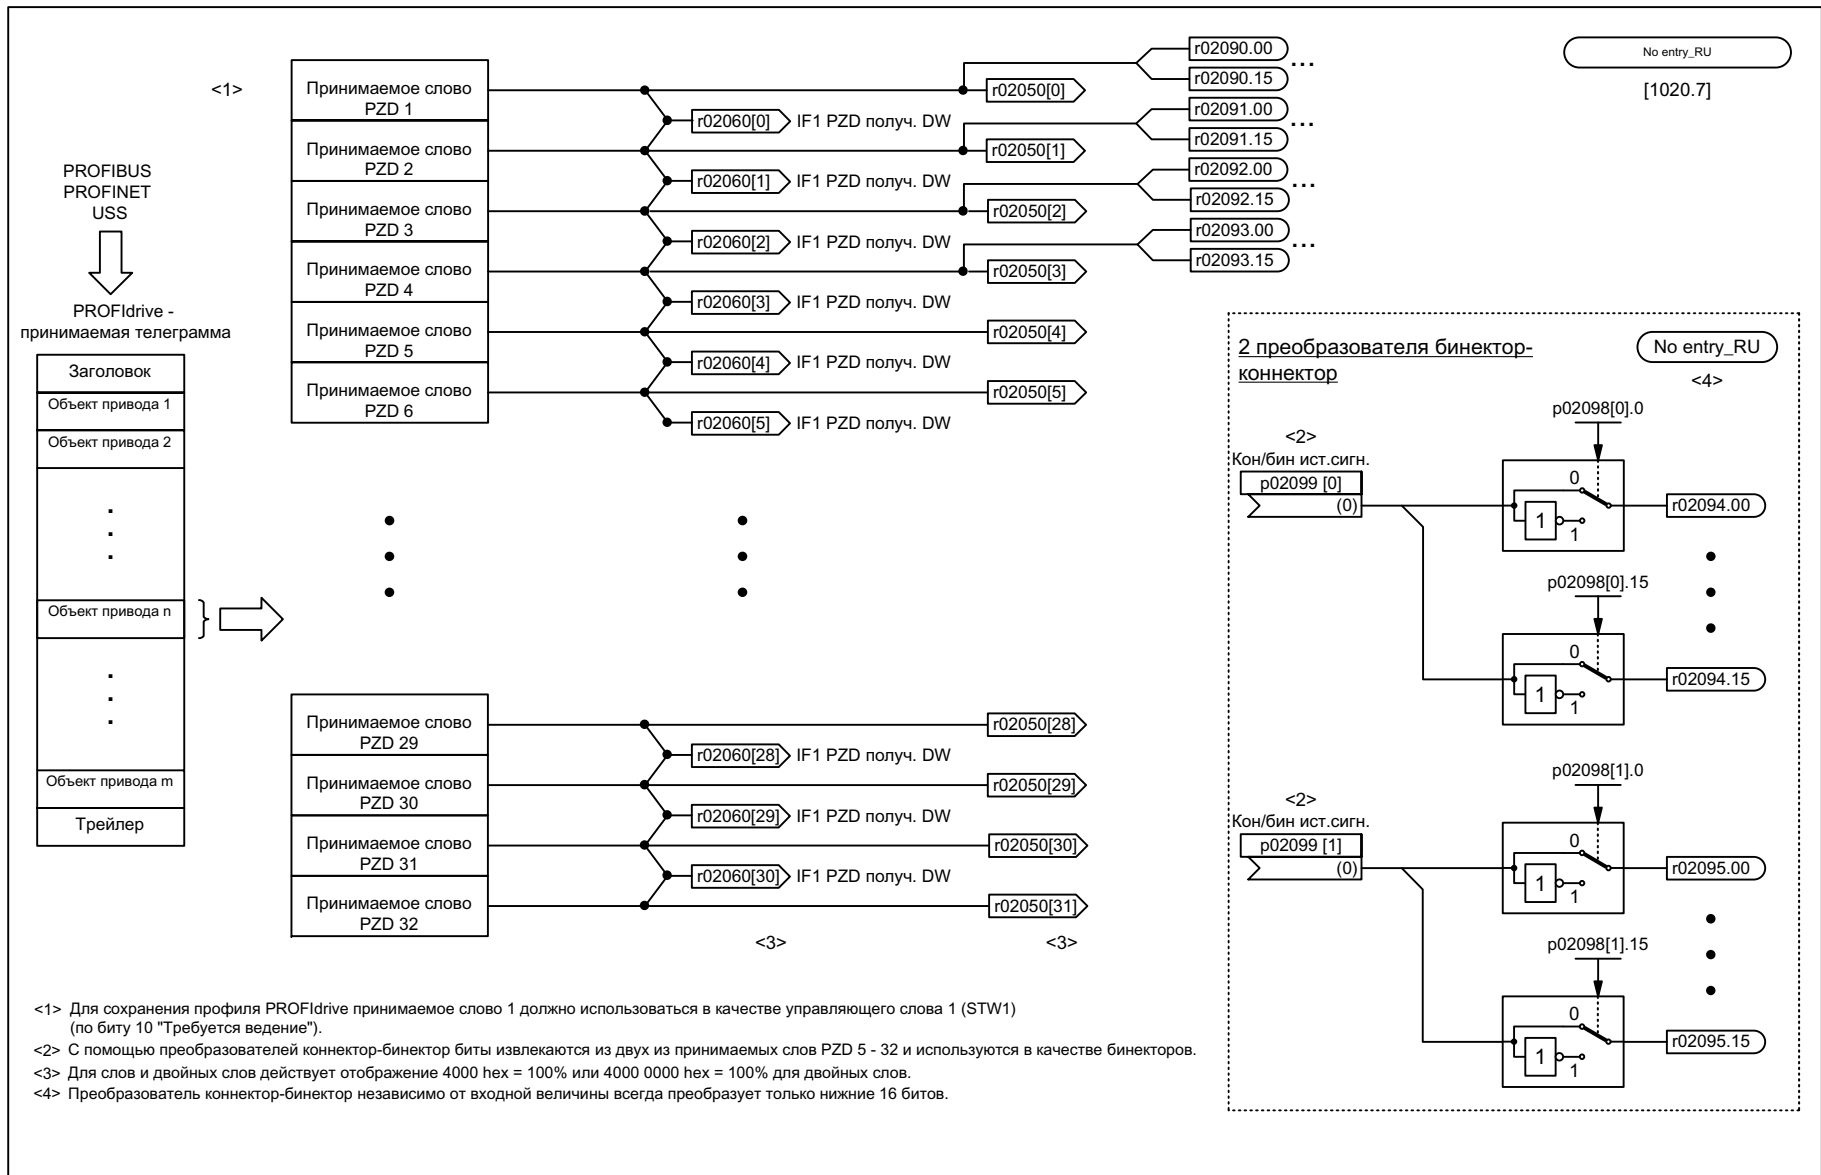 <1>
PROFIBUS
PROFINET
USS
PROFIdrive -
принимаемая телеграмма
Заголовок
Объект привода 1
Объект привода 2
Объект привода n
Объект привода m
Трейлер
Принимаемое слово
PZD 1
Принимаемое слово
PZD 2
Принимаемое слово
PZD 3
Принимаемое слово
PZD 4
Принимаемое слово
PZD 5
Принимаемое слово
PZD 6
Принимаемое слово
PZD 29
Принимаемое слово
PZD 30
Принимаемое слово
PZD 31
Принимаемое слово
PZD 32
r02060[0] IF1 PZD получ. DW
r02060[1] IF1 PZD получ. DW
r02060[2] IF1 PZD получ. DW
r02060[3] IF1 PZD получ. DW
r02060[4] IF1 PZD получ. DW
r02060[5] IF1 PZD получ. DW
r02060[28] IF1 PZD получ. DW
r02060[29] IF1 PZD получ. DW
r02060[30] IF1 PZD получ. DW
<3>
r02050[0]
r02050[1]
r02050[2]
r02050[3]
r02050[4]
r02050[5]
r02050[28]
r02050[29]
r02050[30]
r02050[31]
<3>
r02090.00
...
r02090.15
r02091.00
...
r02091.15
r02092.00
...
r02092.15
r02093.00
...
r02093.15
No entry_RU
[1020.7]
2 преобразователя бинектор-
коннектор
No entry_RU
<4>
<2>
Кон/бин ист.сигн.
p02099 [0]
(0)
p02098[0].0
0
1
1
r02094.00
p02098[0].15
0
1
1
r02094.15
<2>
Кон/бин ист.сигн.
p02099 [1]
(0)
p02098[1].0
0
1
1
r02095.00
p02098[1].15
0
1
1
r02095.15
<1> Для сохранения профиля PROFIdrive принимаемое слово 1 должно использоваться в качестве управляющего слова 1 (STW1)
(по биту 10 "Требуется ведение").
<2> С помощью преобразователей коннектор-бинектор биты извлекаются из двух из принимаемых слов PZD 5 - 32 и используются в качестве бинекторов.
<3> Для слов и двойных слов действует отображение 4000 hex = 100% или 4000 0000 hex = 100% для двойных слов.
<4> Преобразователь коннектор-бинектор независимо от входной величины всегда преобразует только нижние 16 битов.